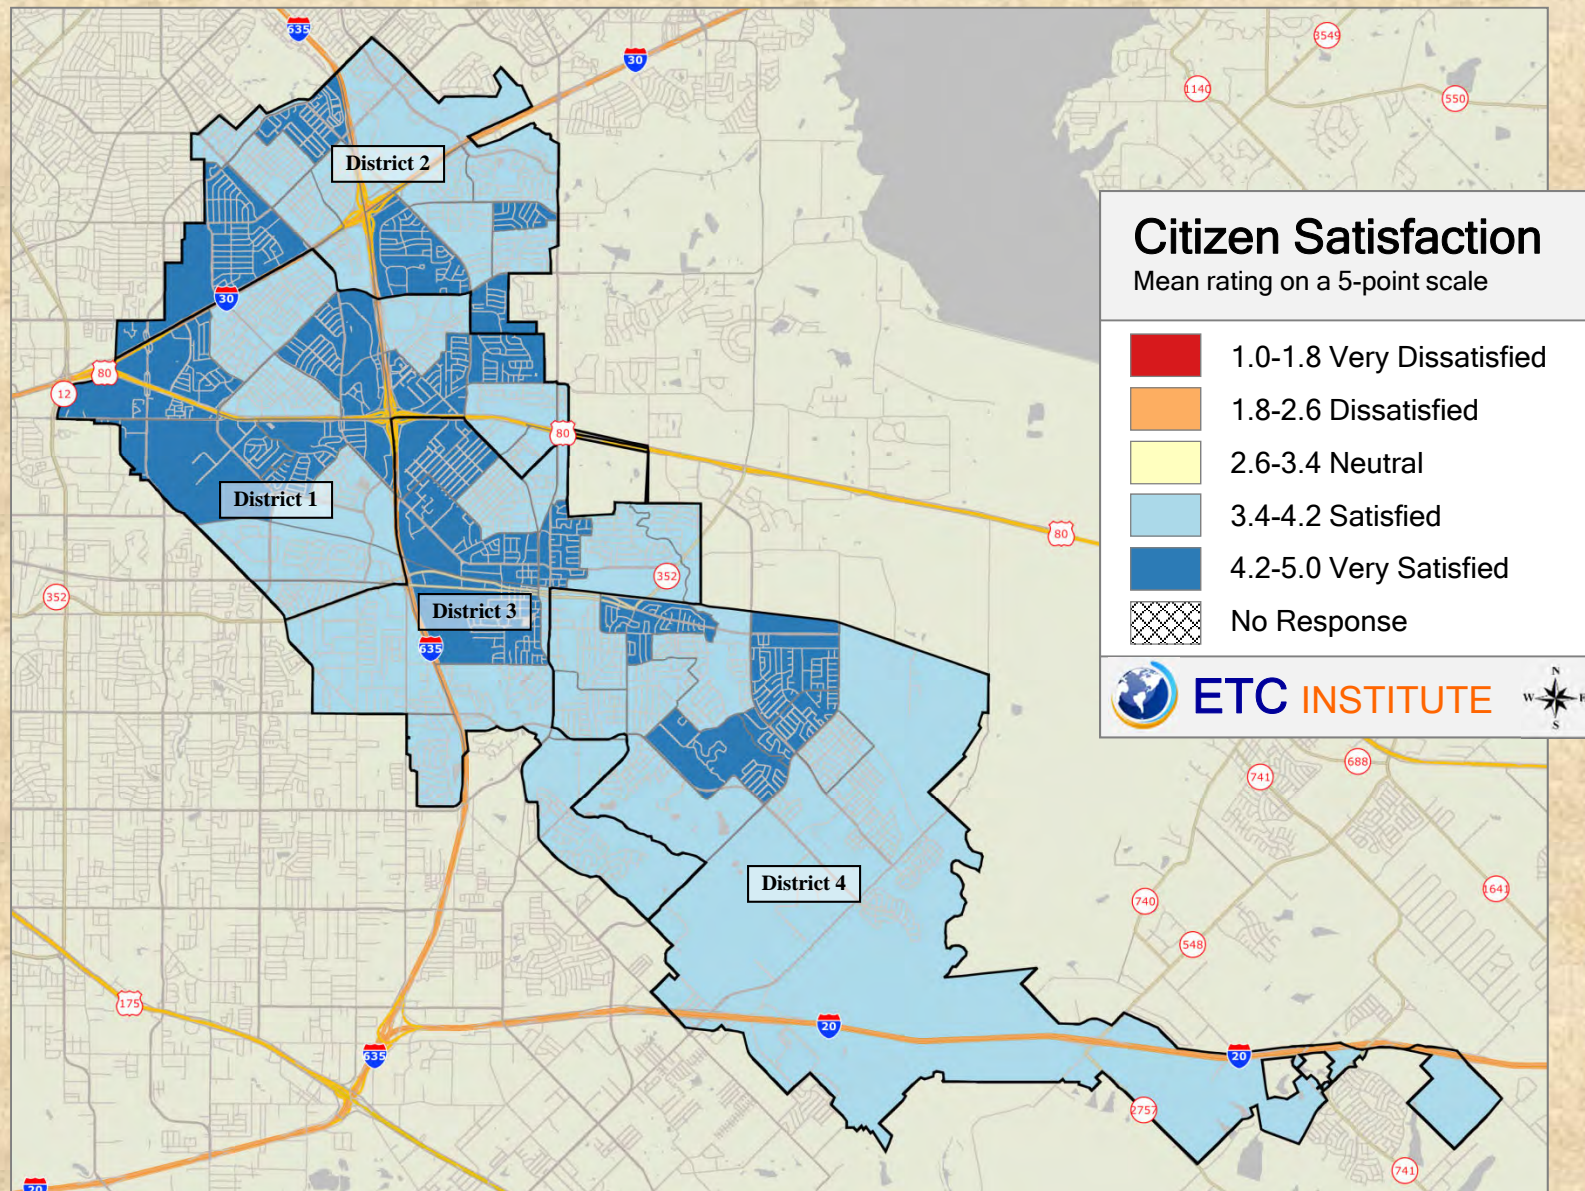 635
30
3549
1140
550
District 2
Citizen Satisfaction
Mean rating on a 5-point scale
30
1.0-1.8 Very Dissatisfied
80
12
1.8-2.6 Dissatisfied
80
2.6-3.4 Neutral
District 1
3.4-4.2 Satisfied
80
352
352
4.2-5.0 Very Satisfied
District 3
No Response
635
ETC INSTITUTE
N
W E
S
688
741
District 4
1641
740
548
175
20
635
20
2757
741
20